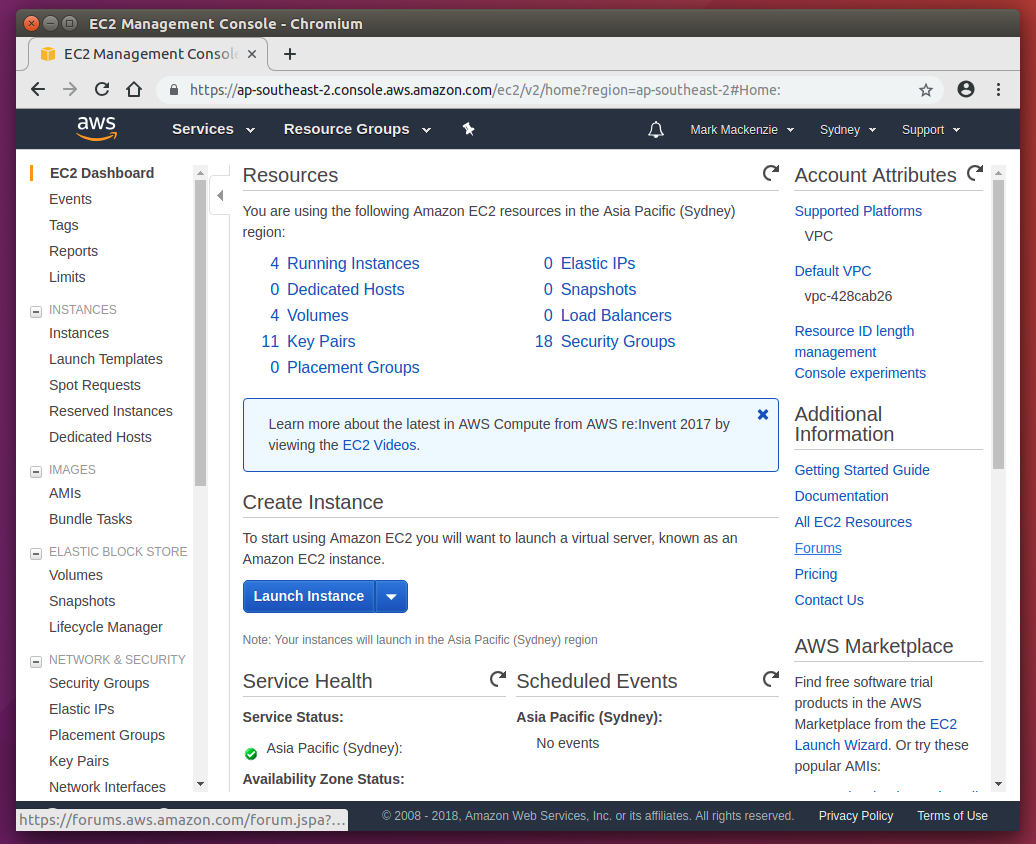 EC2 Management Console - Chromium
EC2 Management Consol
https://ap-southeast-2.console.aws.amazon.com/ec2/v2/home?region=ap-southeast-2#Home:
aws Services Resource Groups Mark Mackenzie Sydney Support
EC2 Dashboard
Events
Tags
Reports
Limits
INSTANCES
Instances
Launch Templates
Spot Requests
Reserved Instances
Dedicated Hosts
IMAGES
AMIs
Bundle Tasks
ELASTIC BLOCK STORE
Volumes
Snapshots
Lifecycle Manager
NETWORK & SECURITY
Security Groups
Elastic IPs
Placement Groups
Key Pairs
Network Interfaces
Resources
You are using the following Amazon EC2 resources in the Asia Pacific (Sydney)
region:
4 Running Instances
0 Dedicated Hosts
4 Volumes
11 Key Pairs
0 Placement Groups
0 Elastic IPs
0 Snapshots
0 Load Balancers
18 Security Groups
Learn more about the latest in AWS Compute from AWS re:Invent 2017 by
viewing the EC2 Videos.
Create Instance
To start using Amazon EC2 you will want to launch a virtual server, known as an
Amazon EC2 instance.
Launch Instance
Note: Your instances will launch in the Asia Pacific (Sydney) region
Service Health
Service Status:
Asia Pacific (Sydney):
Availability Zone Status:
Scheduled Events
Asia Pacific (Sydney):
No events
Account Attributes
Supported Platforms
VPC
Default VPC
vpc-428cab26
Resource ID length
management
Console experiments
Additional
Information
Getting Started Guide
Documentation
All EC2 Resources
Forums
Pricing
Contact Us
AWS Marketplace
Find free software trial
products in the AWS
Marketplace from the EC2
Launch Wizard. Or try these
popular AMIs:
https://forums.aws.amazon.com/forum.jspa?...
© 2008 - 2018, Amazon Web Services, Inc. or its affiliates. All rights reserved. Privacy Policy Terms of Use